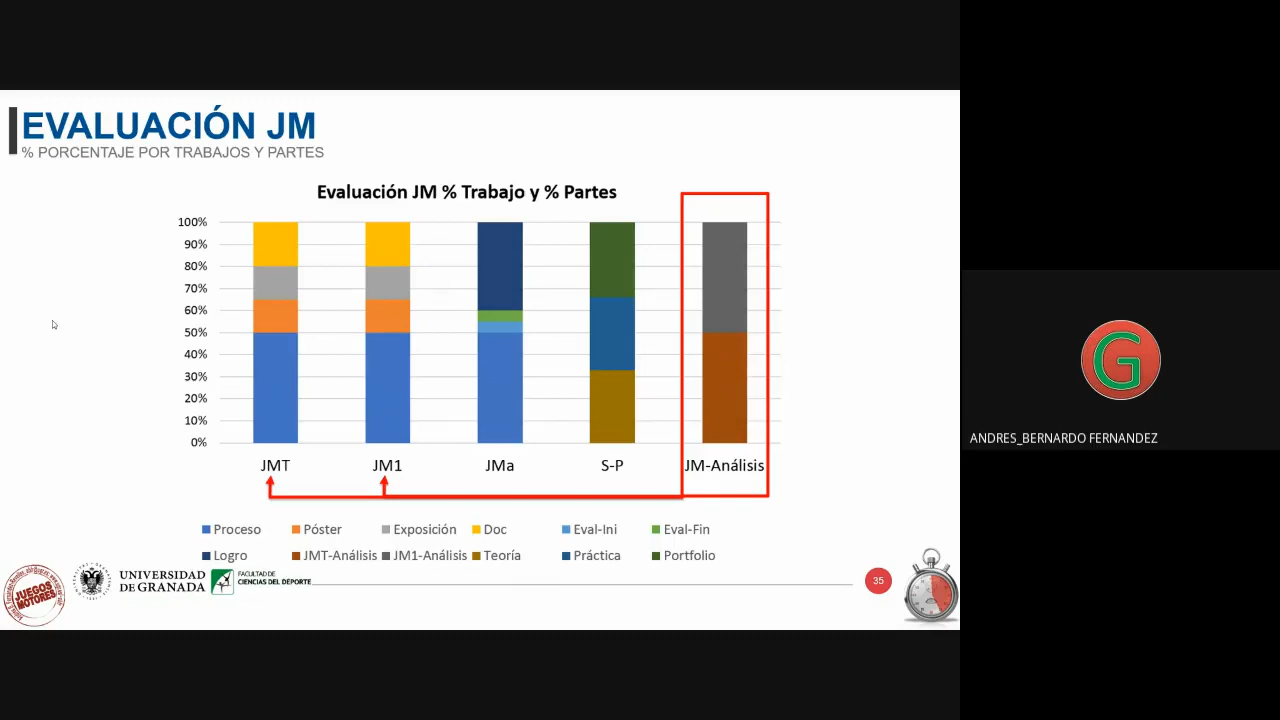 EVALUACIÓN JM
% PORCENTAJE POR TRABAJOS Y PARTES
Evaluación JM % Trabajo y % Partes
100%
90%
80%
70%
60%
50%
40%
30%
20%
10%
0%
JMT JM1 JMa S-P JM-Análisis
Proceso Póster Exposición Doc Eval-Ini Eval-Fin
Logro JMT-Análisis JM1-Análisis Teoría Práctica Portfolio
JUEGOS MOTORES
UNIVERSIDAD DE GRANADA
FACULTAD DE
CIENCIAS DEL DEPORTE
35
G
ANDRES_BERNARDO FERNANDEZ